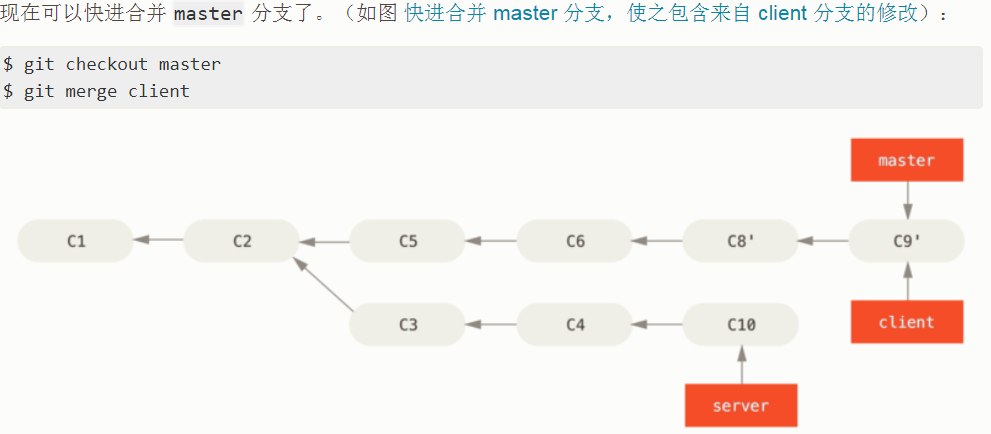 现在可以快进合并 master 分支了。（如图 快进合并 master 分支，使之包含来自 client 分支的修改）：
$ git checkout master
$ git merge client
master
C1
C2
C5
C6
C8'
C9'
C3
C4
C10
client
server